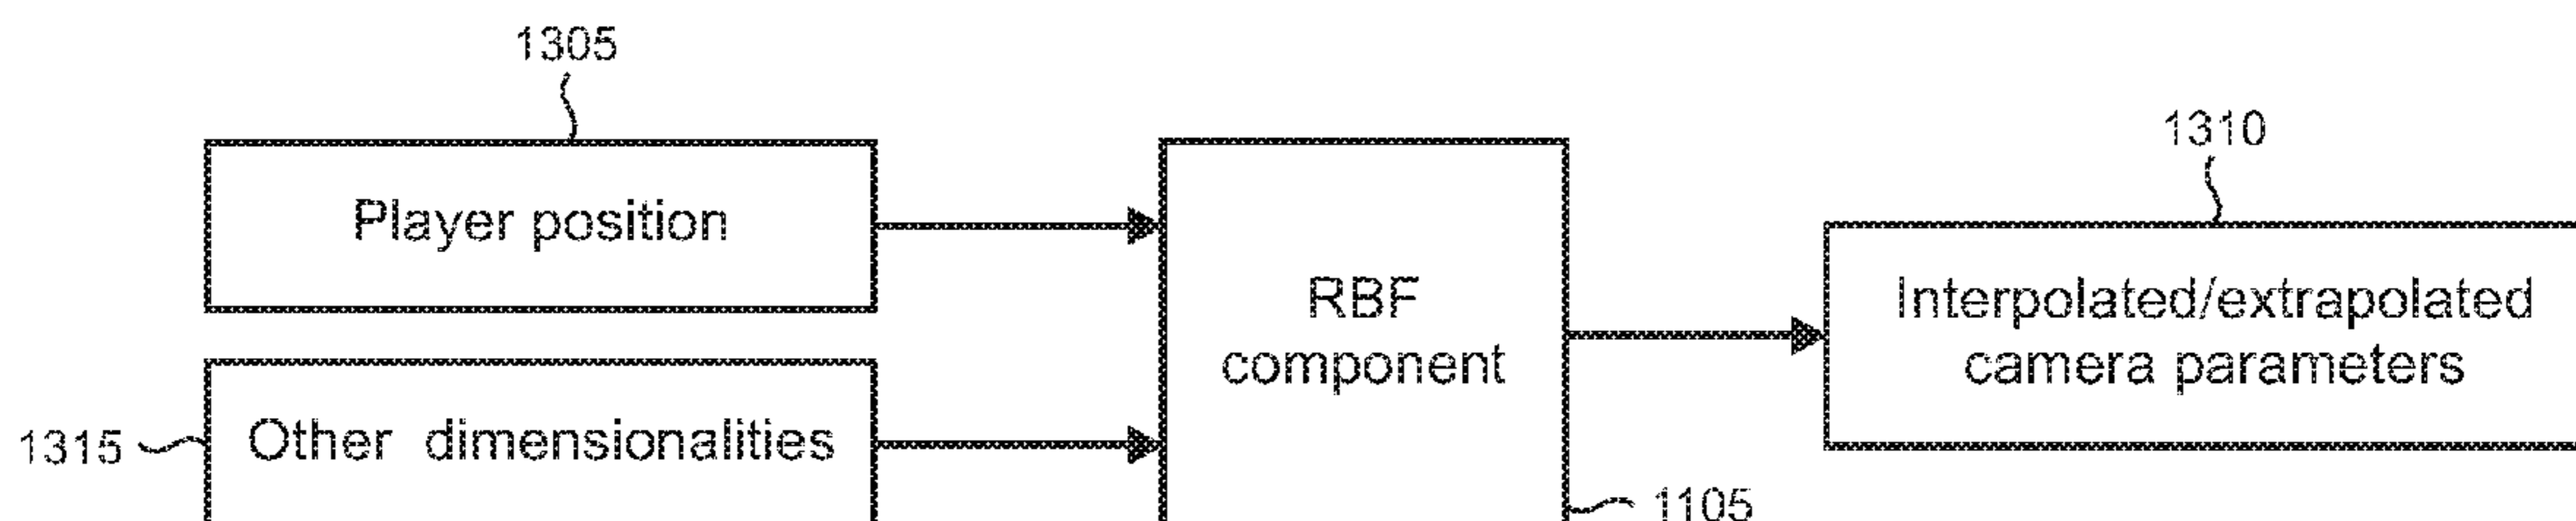 1305
Player position
1315
Other dimensionalities
RBF
component
1105
1310
Interpolated/extrapolated
camera parameters